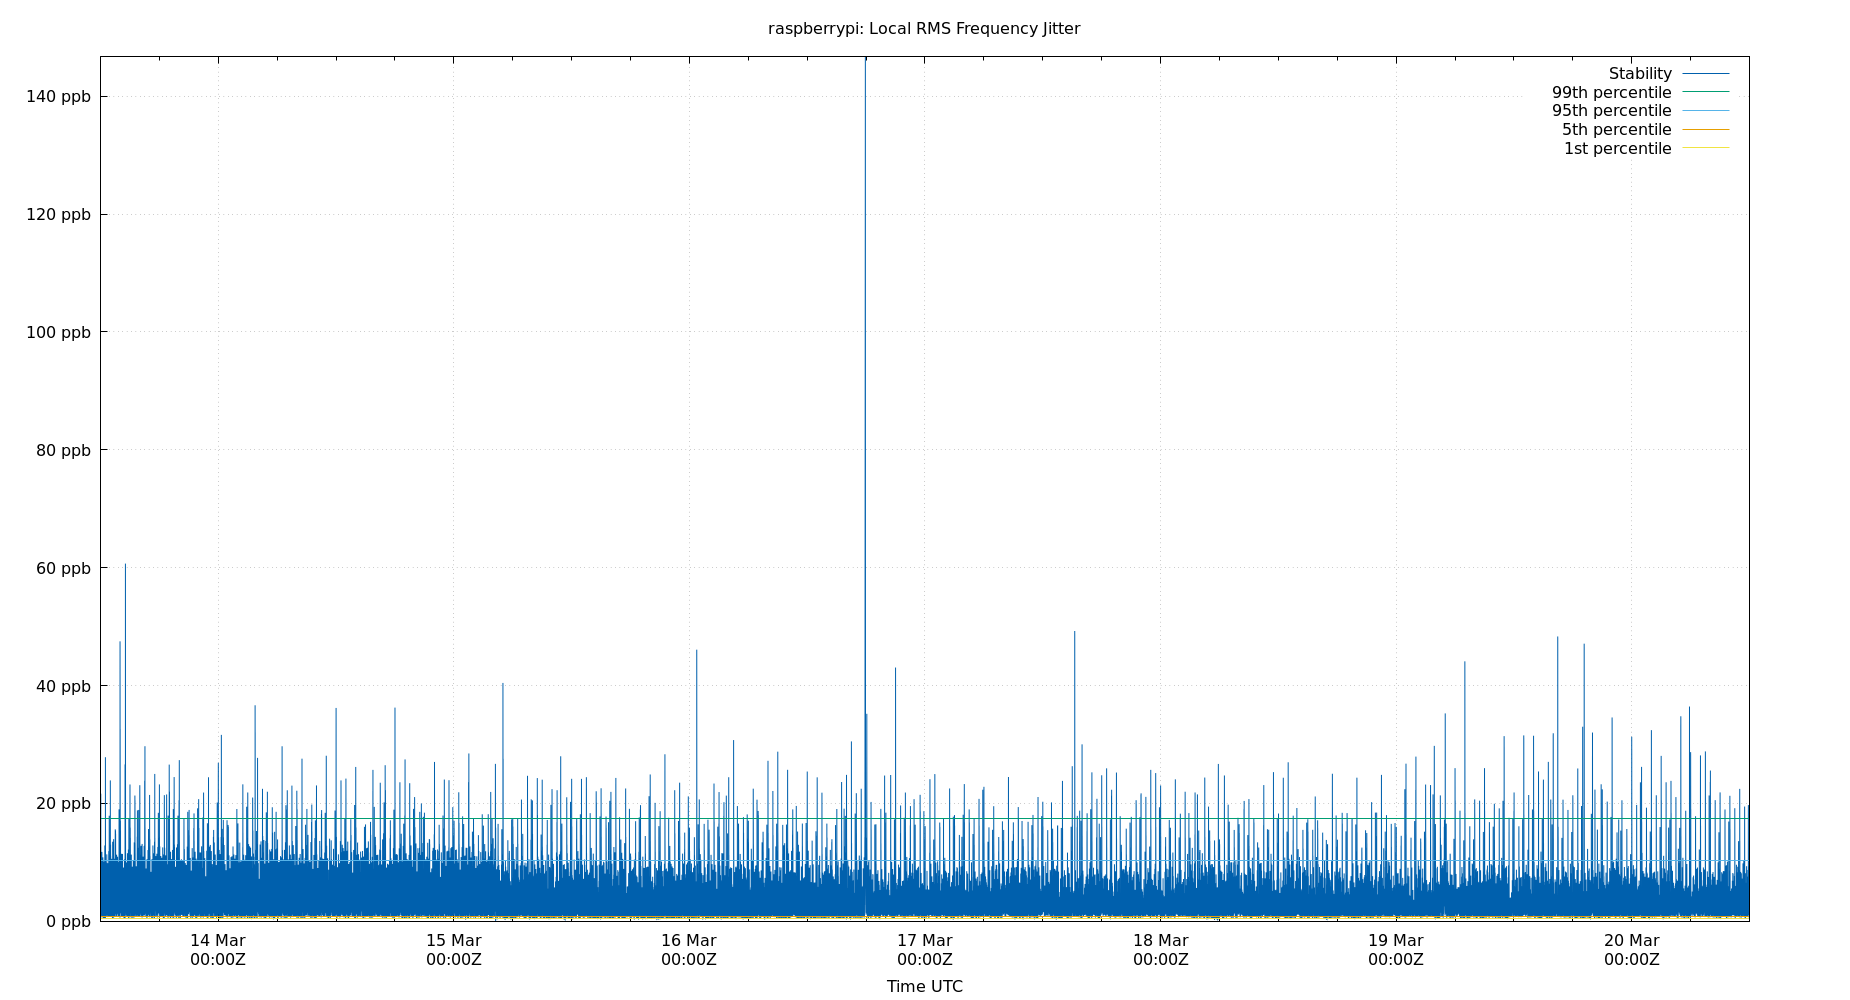 raspberrypi: Local RMS Frequency Jitter
Stability
99th percentile
95th percentile
5th percentile
1st percentile
140 ppb
120 ppb
100 ppb
80 ppb
60 ppb
40 ppb
20 ppb
0 ppb
14 Mar
00:00Z
15 Mar
00:00Z
16 Mar
00:00Z
17 Mar
00:00Z
18 Mar
00:00Z
19 Mar
00:00Z
20 Mar
00:00Z
Time UTC